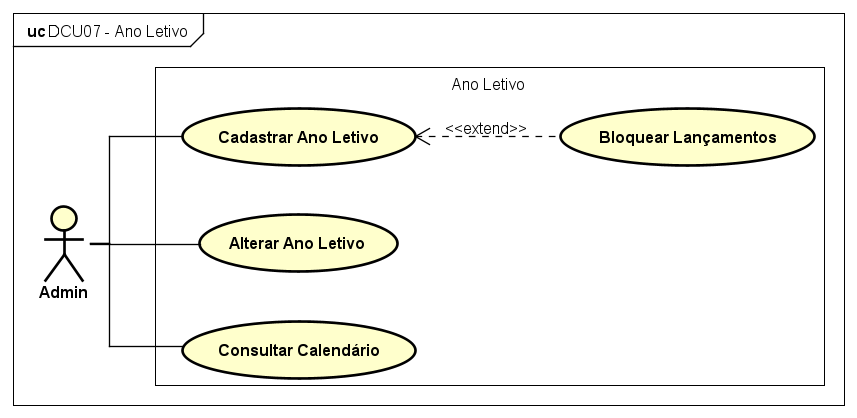 uc DCU07 - Ano Letivo
Ano Letivo
Cadastrar Ano Letivo
<<extend>>
Bloquear Lançamentos
Alterar Ano Letivo
Admin
Consultar Calendário